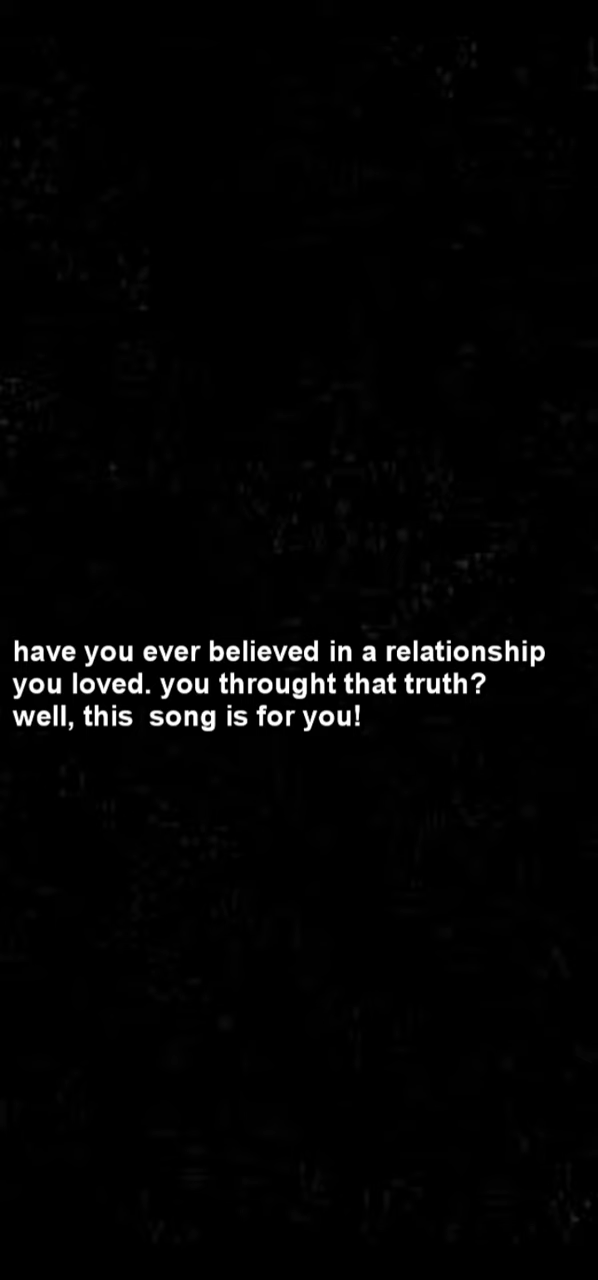 have you ever believed in a relationship
you loved. you throught that truth?
well, this  song is for you!